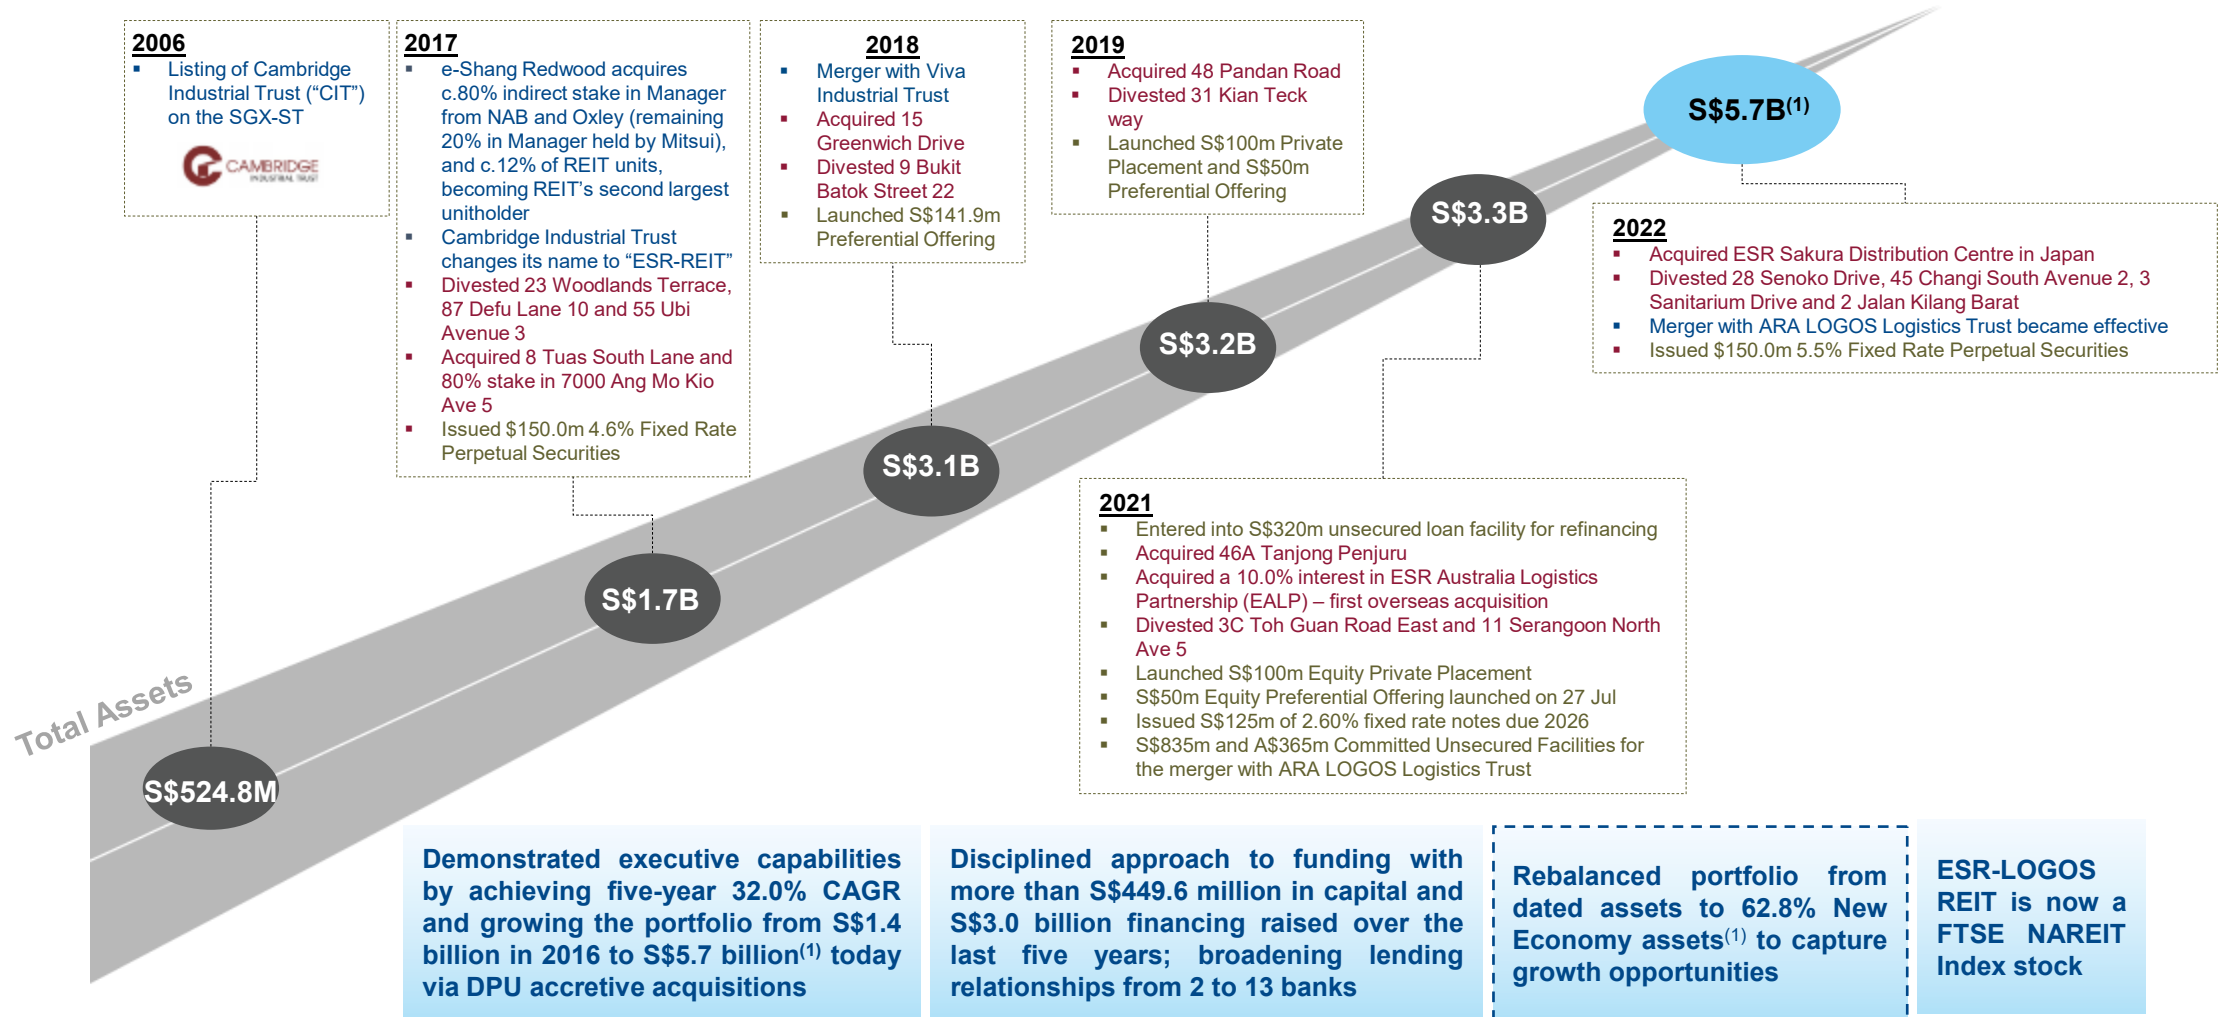 2006
▪ Listing of Cambridge
Industrial Trust (“CIT”)
on the SGX-ST
CAMBRIDGE
INDUSTRIAL TRUST
2017
▪ e-Shang Redwood acquires
c.80% indirect stake in Manager
from NAB and Oxley (remaining
20% in Manager held by Mitsui),
and c.12% of REIT units,
becoming REIT’s second largest
unitholder
▪ Cambridge Industrial Trust
changes its name to “ESR-REIT”
▪ Divested 23 Woodlands Terrace,
87 Defu Lane 10 and 55 Ubi
Avenue 3
▪ Acquired 8 Tuas South Lane and
80% stake in 7000 Ang Mo Kio
Ave 5
▪ Issued $150.0m 4.6% Fixed Rate
Perpetual Securities
2018
▪ Merger with Viva
Industrial Trust
▪ Acquired 15
Greenwich Drive
▪ Divested 9 Bukit
Batok Street 22
▪ Launched S$141.9m
Preferential Offering
2019
▪ Acquired 48 Pandan Road
▪ Divested 31 Kian Teck
way
▪ Launched S$100m Private
Placement and S$50m
Preferential Offering
S$5.7B(1)
S$3.3B
2022
▪ Acquired ESR Sakura Distribution Centre in Japan
▪ Divested 28 Senoko Drive, 45 Changi South Avenue 2, 3
Sanitarium Drive and 2 Jalan Kilang Barat
▪ Merger with ARA LOGOS Logistics Trust became effective
▪ Issued $150.0m 5.5% Fixed Rate Perpetual Securities
S$3.2B
S$3.1B
S$1.7B
2021
▪ Entered into S$320m unsecured loan facility for refinancing
▪ Acquired 46A Tanjong Penjuru
▪ Acquired a 10.0% interest in ESR Australia Logistics
Partnership (EALP) – first overseas acquisition
▪ Divested 3C Toh Guan Road East and 11 Serangoon North
Ave 5
▪ Launched S$100m Equity Private Placement
▪ S$50m Equity Preferential Offering launched on 27 Jul
▪ Issued S$125m of 2.60% fixed rate notes due 2026
▪ S$835m and A$365m Committed Unsecured Facilities for
the merger with ARA LOGOS Logistics Trust
Total Assets
S$524.8M
Demonstrated executive capabilities
by achieving five-year 32.0% CAGR
and growing the portfolio from S$1.4
billion in 2016 to S$5.7 billion(1) today
via DPU accretive acquisitions
Disciplined approach to funding with
more than S$449.6 million in capital and
S$3.0 billion financing raised over the
last five years; broadening lending
relationships from 2 to 13 banks
Rebalanced portfolio from
dated assets to 62.8% New
Economy assets(1) to capture
growth opportunities
ESR-LOGOS
REIT is now a
FTSE NAREIT
Index stock